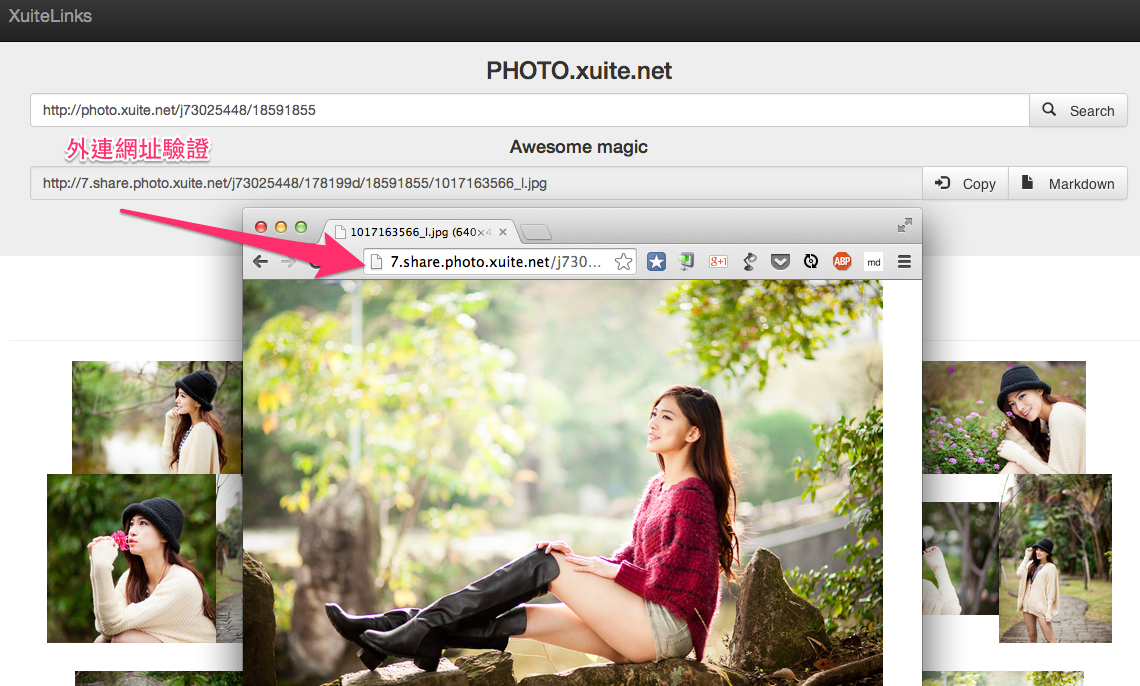 XuiteLinks
PHOTO.xuite.net
http://photo.xuite.net/j73025448/18591855
Search
外連網址驗證
Awesome magic
http://7.share.photo.xuite.net/j73025448/178199d/18591855/1017163566_l.jpg
Copy
Markdown
1017163566_l.jpg (640×4
7.share.photo.xuite.net/j730...
g+1
ABP
md